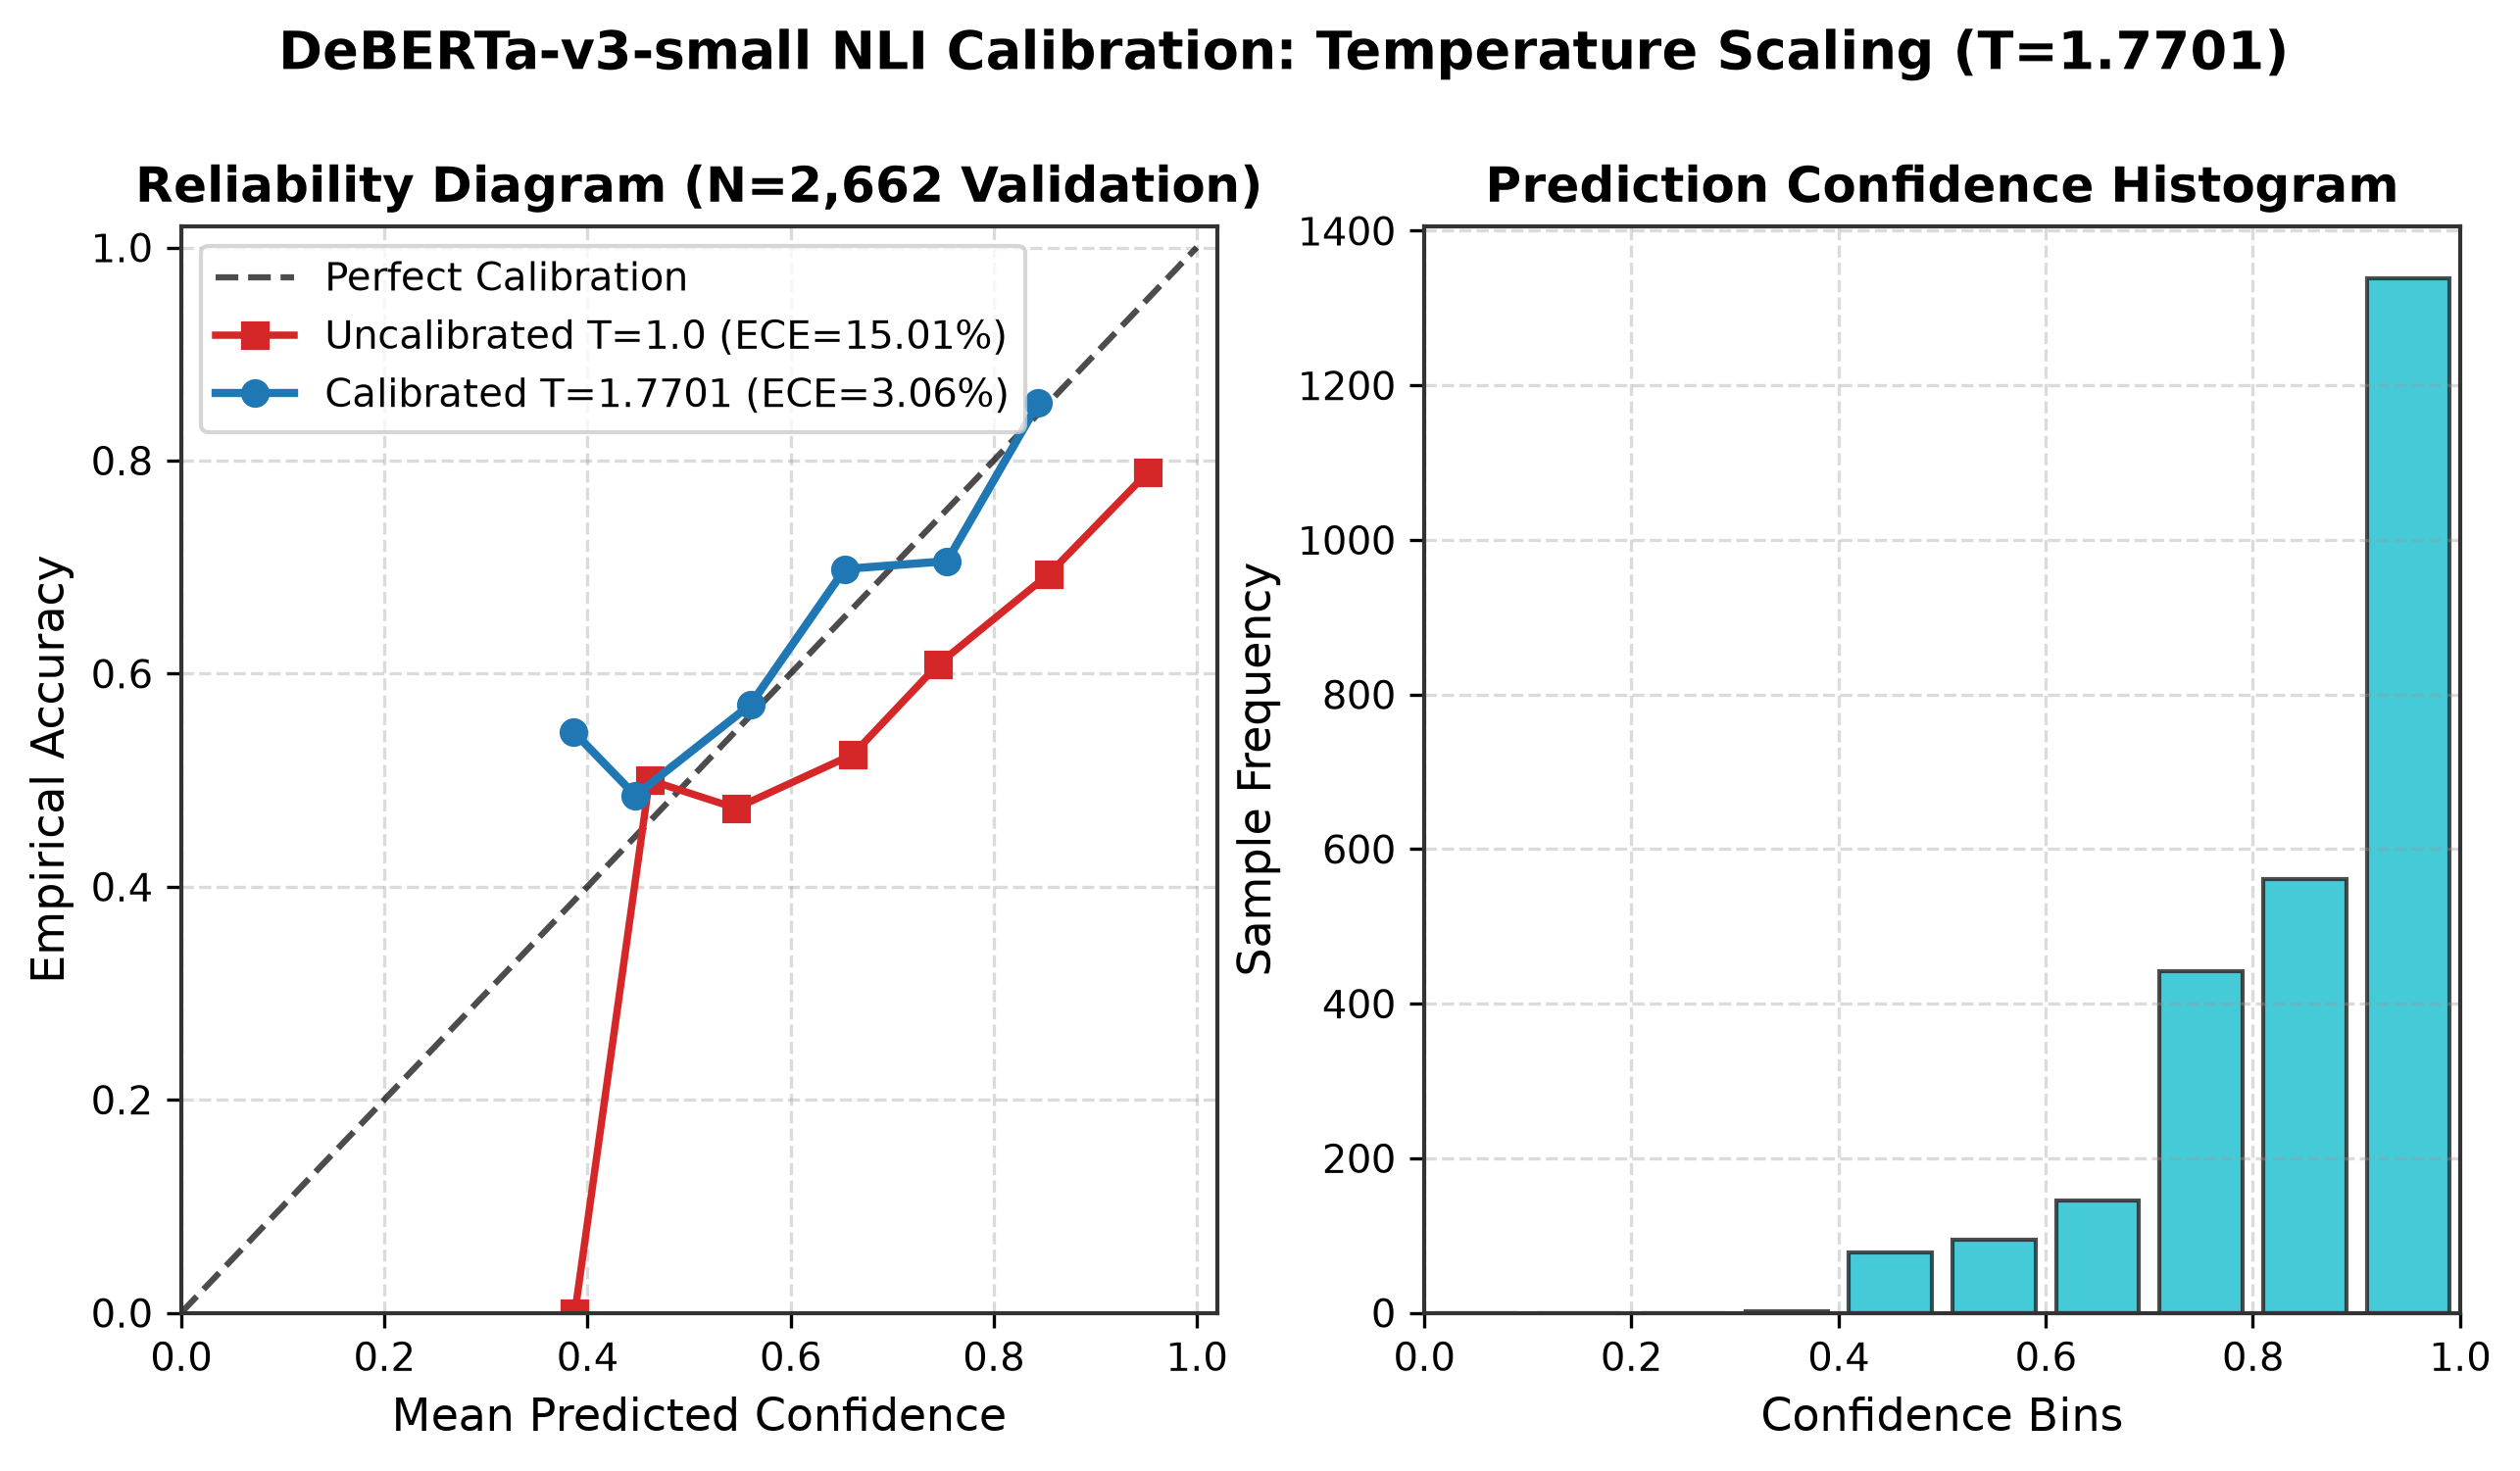 DeBERTa-v3-small NLI Calibration: Temperature Scaling (T=1.7701)
Reliability Diagram (N=2,662 Validation)
Perfect Calibration
Uncalibrated T=1.0 (ECE=15.01%)
Calibrated T=1.7701 (ECE=3.06%)
Empirical Accuracy
1.0
0.8
0.6
0.4
0.2
0.0
0.0 0.2 0.4 0.6 0.8 1.0
Mean Predicted Confidence
Prediction Confidence Histogram
Sample Frequency
1400
1200
1000
800
600
400
200
0
0.0 0.2 0.4 0.6 0.8 1.0
Confidence Bins